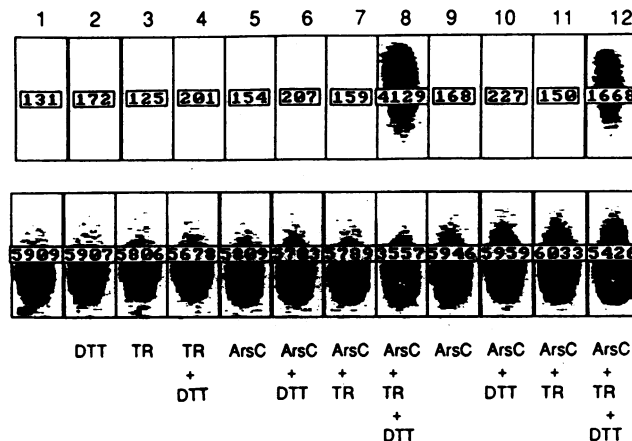 1 2 3 4 5 6 7 8 9 10 11 12
131 172 125 201 154 207 159 4129 168 227 150 1668
5909 5907 5806 5678 5809 5703 5789 3557 5946 5959 6033 5426
DTT TR TR ArsC ArsC ArsC ArsC ArsC ArsC ArsC ArsC
+ + + + + + +
DTT DTT TR TR DTT TR TR
+ +
DTT DTT